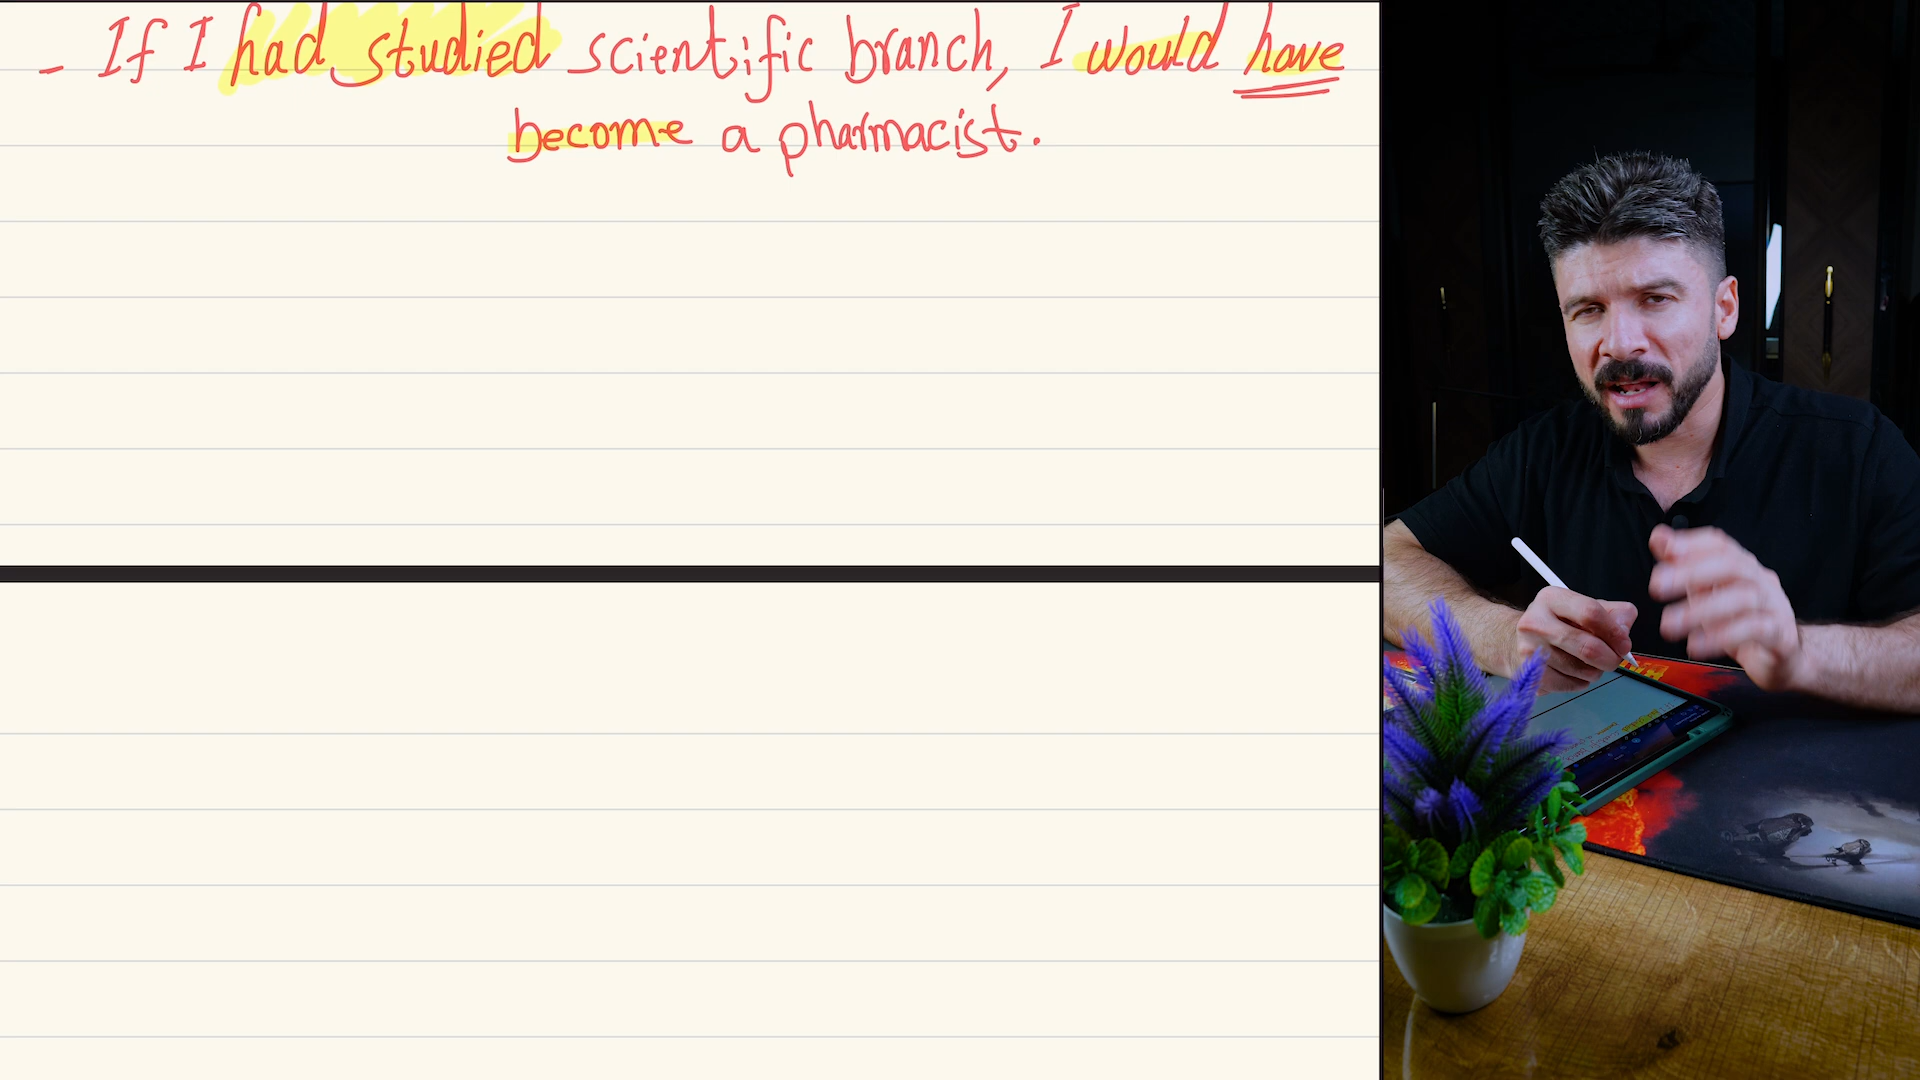 - If I had studied scientific branch, I would have
become a pharmacist.